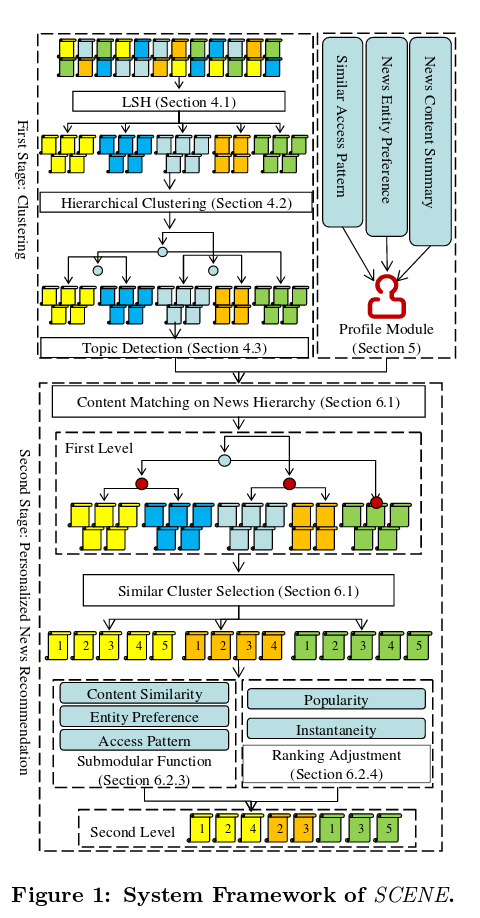 First Stage: Clustering
LSH (Section 4.1)
Hierarchical Clustering (Section 4.2)
Topic Detection (Section 4.3)
Similar Access Pattern
News Entity Preference
News Content Summary
Profile Module
(Section 5)
Second Stage: Personalized News Recommendation
Content Matching on News Hierarchy (Section 6.1)
First Level
Similar Cluster Selection (Section 6.1)
1 2 3 4 5 1 2 3 4 1 2 3 4 5
Content Similarity
Entity Preference
Access Pattern
Submodular Function
(Section 6.2.3)
Popularity
Instantaneity
Ranking Adjustment
(Section 6.2.4)
Second Level 1 2 4 2 3 1 3 5
Figure 1: System Framework of SCENE.